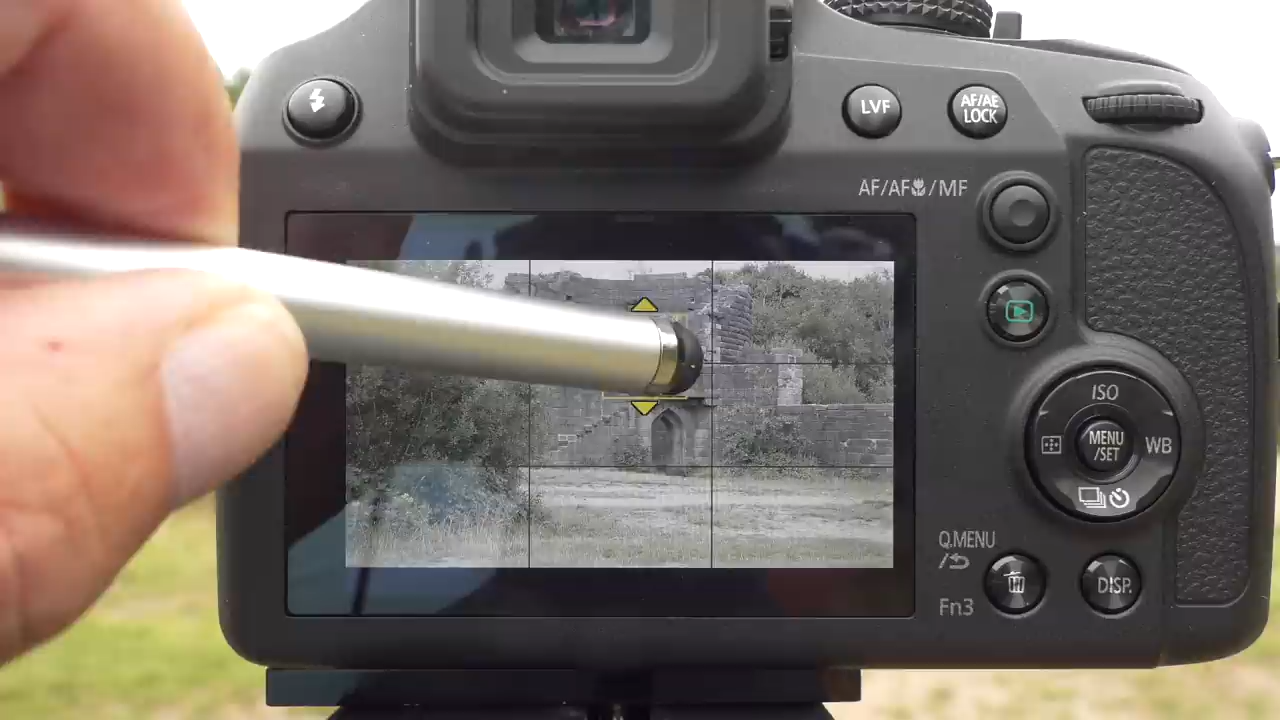 LVF
AF/AE
LOCK
AF/AF /MF
ISO
MENU
/SET
WB
Q.MENU
/
Fn3
DISP.